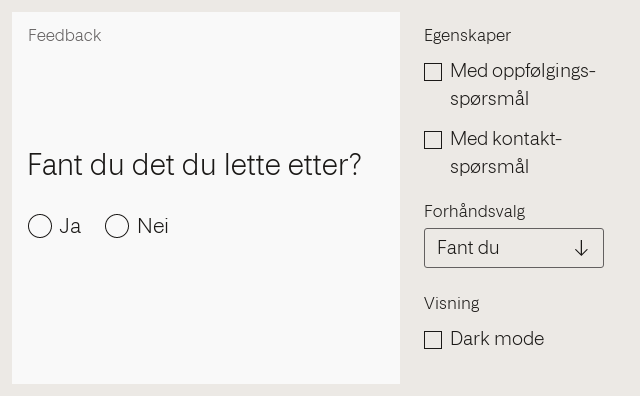 Feedback
Fant du det du lette etter?
Ja
Nei
Egenskaper
Med oppfølgings-
spørsmål
Med kontakt-
spørsmål
Forhåndsvalg
Fant du
Visning
Dark mode